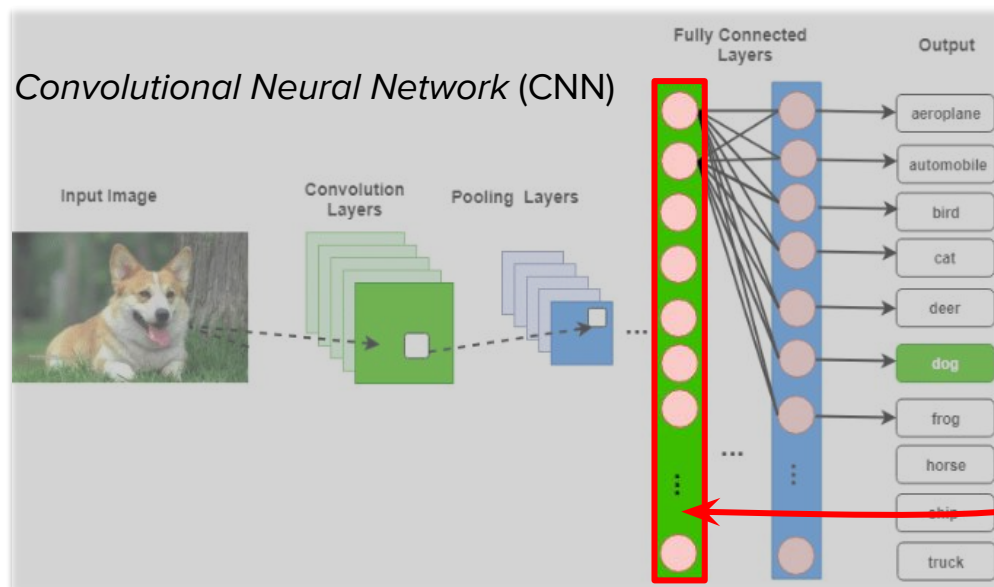 Fully Connected
Layers
Output
Convolutional Neural Network (CNN)
Input Image
Convolution
Layers
Pooling Layers
aeroplane
automobile
bird
cat
deer
...
dog
frog
...
horse
...
...
ship
truck